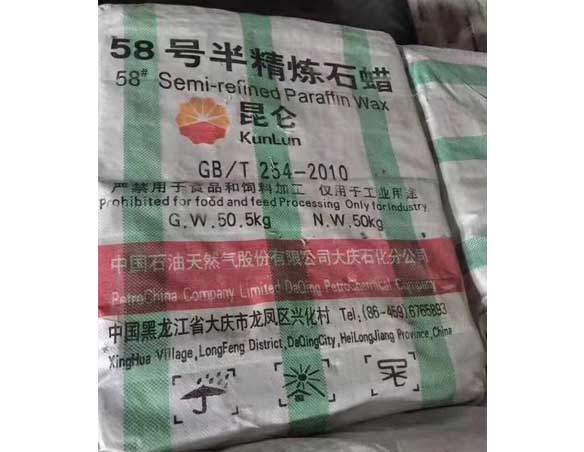 58号半精炼石蜡
58# Semi-refined Paraffin Wax
昆仑
KunLun
GB/T 254-2010
严禁用于食品和饲料加工 仅用于工业用途
Prohibited for food and feed Processing Only for Industry
G.W.50.5kg N.W.50kg
中国石油天然气股份有限公司大庆石化分公司
PetroChina Company Limited DaQing PetroChemical Company
中国黑龙江省大庆市龙凤区兴化村 Tel.(86-459)6765893
XingHua Village,LongFeng District,DaQingCity,HeiLongJiang Province,China